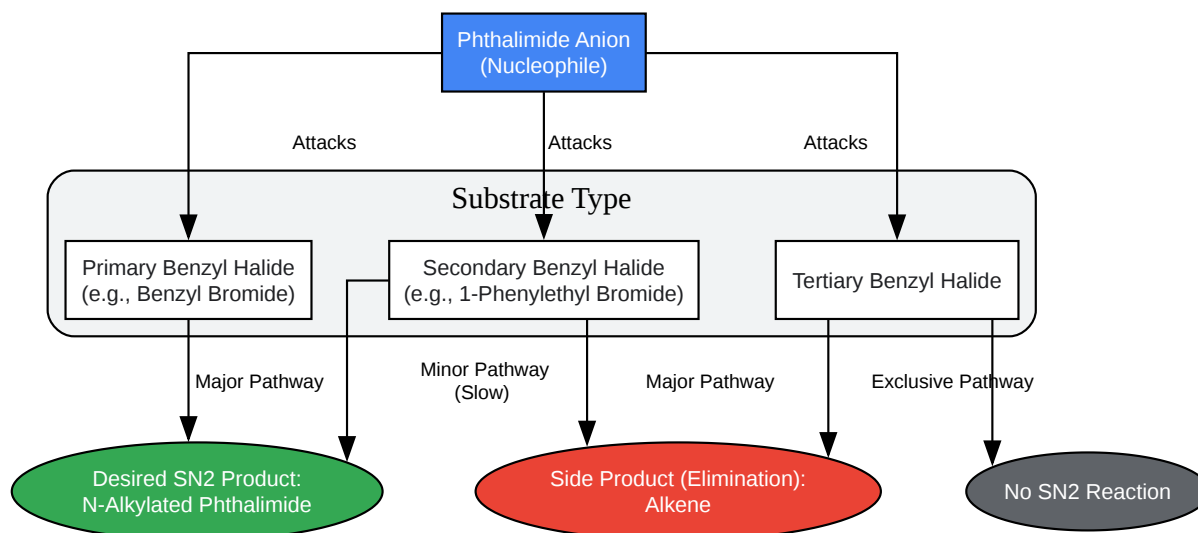 Phthalimide Anion
(Nucleophile)
Attacks
Attacks
Attacks
Substrate Type
Primary Benzyl Halide
(e.g., Benzyl Bromide)
Secondary Benzyl Halide
(e.g., 1-Phenylethyl Bromide)
Tertiary Benzyl Halide
Major Pathway
Minor Pathway
(Slow)
Major Pathway
Exclusive Pathway
Desired SN2 Product:
N-Alkylated Phthalimide
Side Product (Elimination):
Alkene
No SN2 Reaction